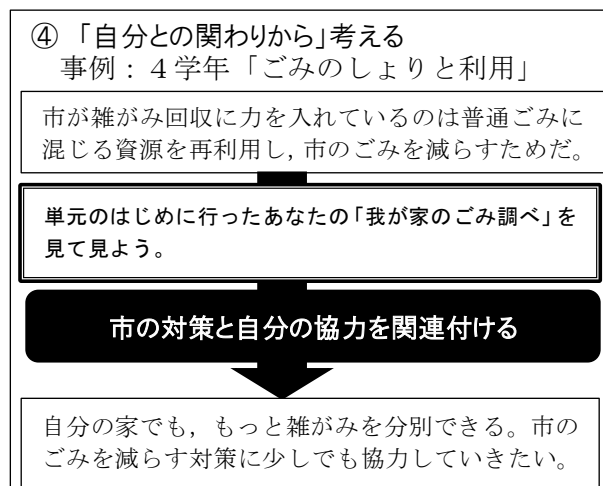 ④ 「自分との関わりから」考える
事例：４学年「ごみのしょりと利用」
市が雑がみ回収に力を入れているのは普通ごみに
混じる資源を再利用し，市のごみを減らすためだ。
単元のはじめに行ったあなたの「我が家のごみ調べ」を
見て見よう。
市の対策と自分の協力を関連付ける
自分の家でも，もっと雑がみを分別できる。市の
ごみを減らす対策に少しでも協力していきたい。